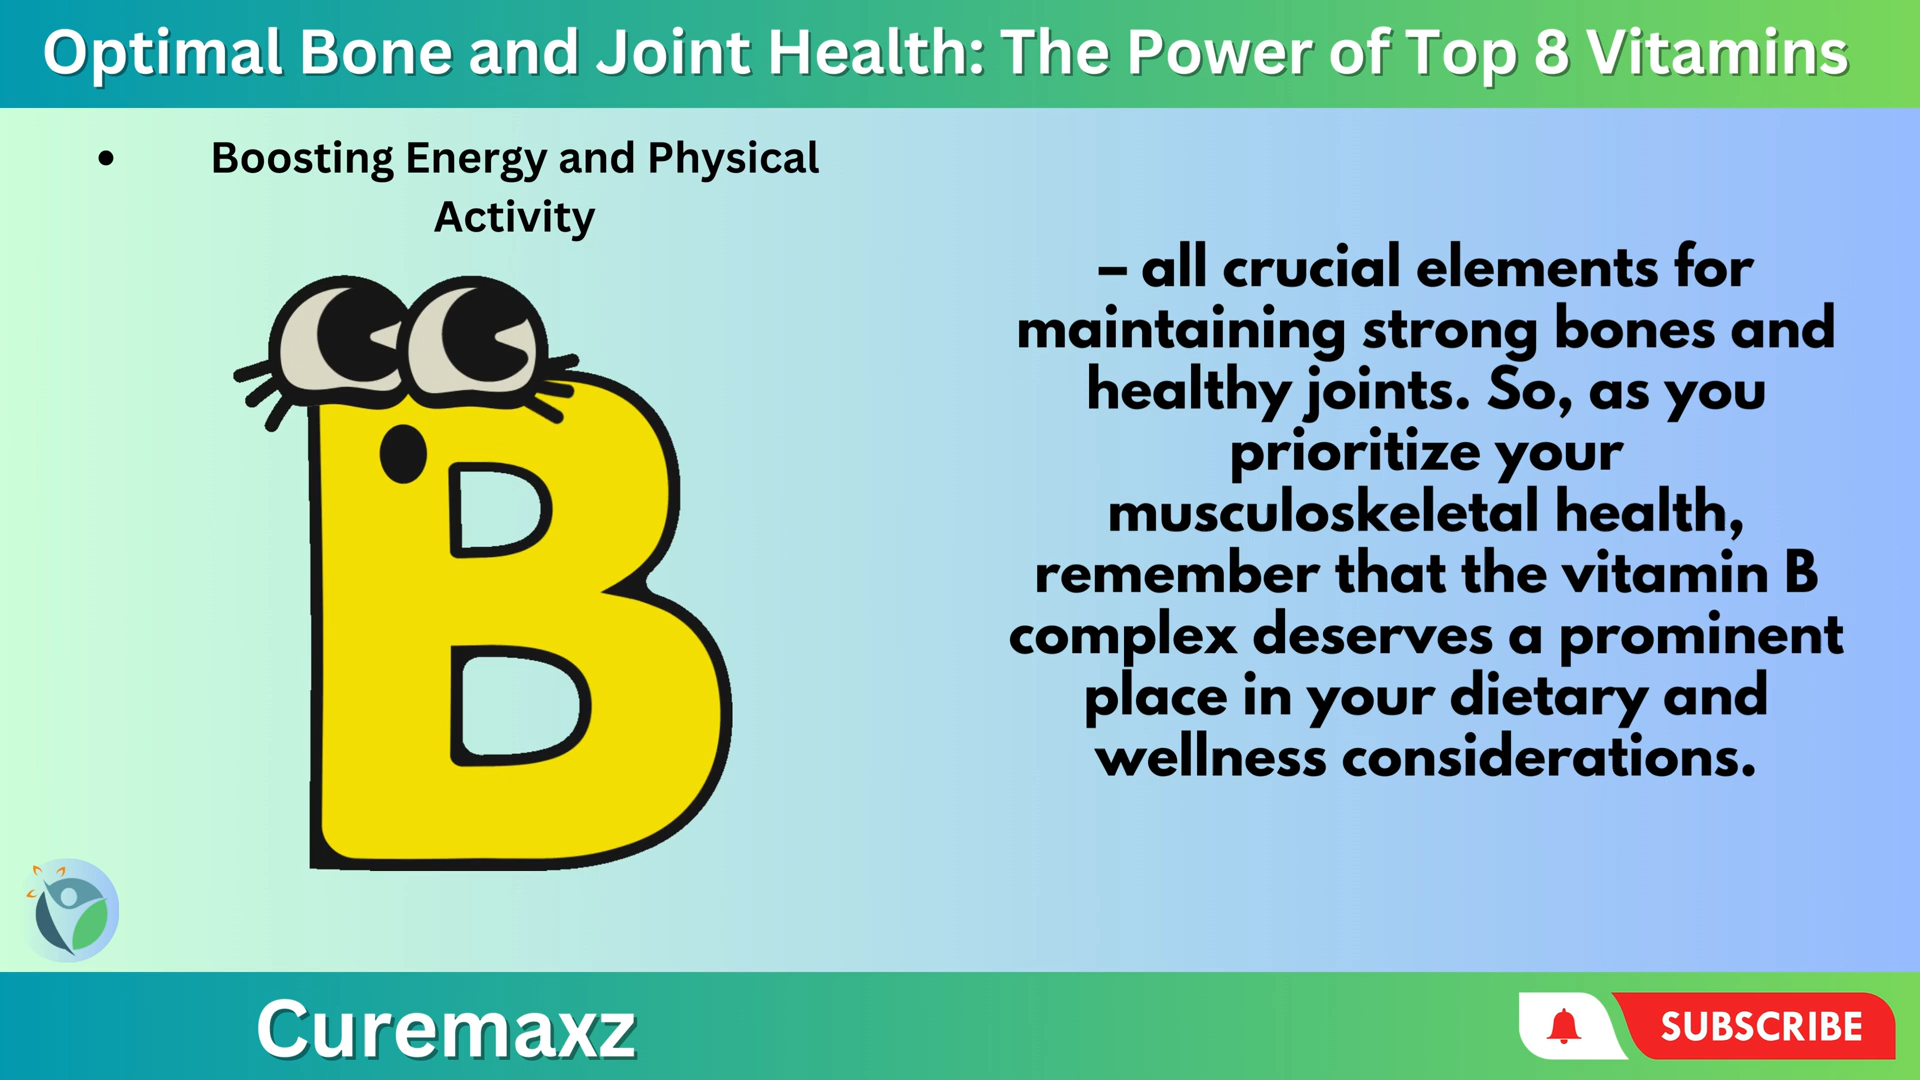 Optimal Bone and Joint Health: The Power of Top 8 Vitamins
• Boosting Energy and Physical
Activity
B
– all crucial elements for
maintaining strong bones and
healthy joints. So, as you
prioritize your
musculoskeletal health,
remember that the vitamin B
complex deserves a prominent
place in your dietary and
wellness considerations.
Curemaxz
SUBSCRIBE